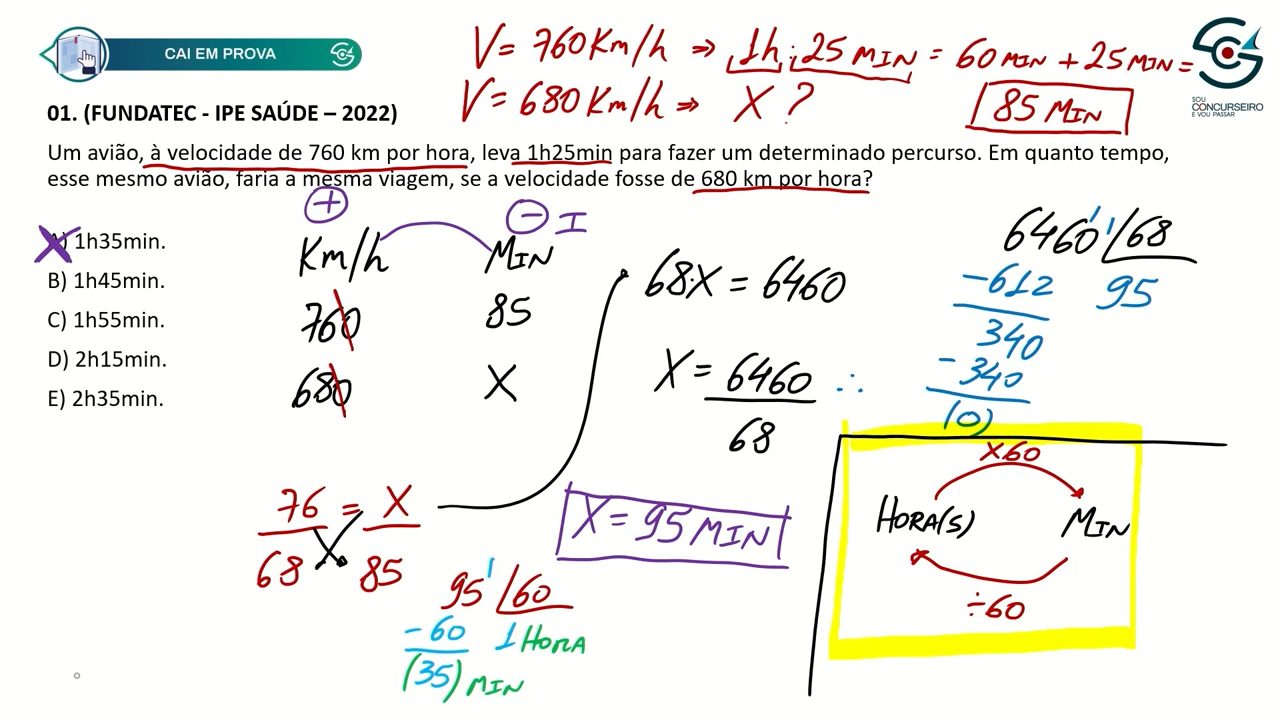 CAI EM PROVA
V = 760 Km/h ⇒ 1h : 25 MIN = 60 MIN + 25 MIN =
V = 680 Km/h ⇒ X ?
85 MIN
SOU
CONCURSEIRO
E VOU PASSAR
01. (FUNDATEC - IPE SAÚDE – 2022)
Um avião, à velocidade de 760 km por hora, leva 1h25min para fazer um determinado percurso. Em quanto tempo,
esse mesmo avião, faria a mesma viagem, se a velocidade fosse de 680 km por hora?
A) 1h35min.
B) 1h45min.
C) 1h55min.
D) 2h15min.
E) 2h35min.
+ − I
Km/h MIN
760 85
680 X
76 = X
68 85
68·X = 6460
X = 6460 ∴
68
X = 95 MIN
6460 68
-612 95
340
-340
(0)
95 60
-60 1 HORA
(35) MIN
×60
HORA(S) MIN
÷60